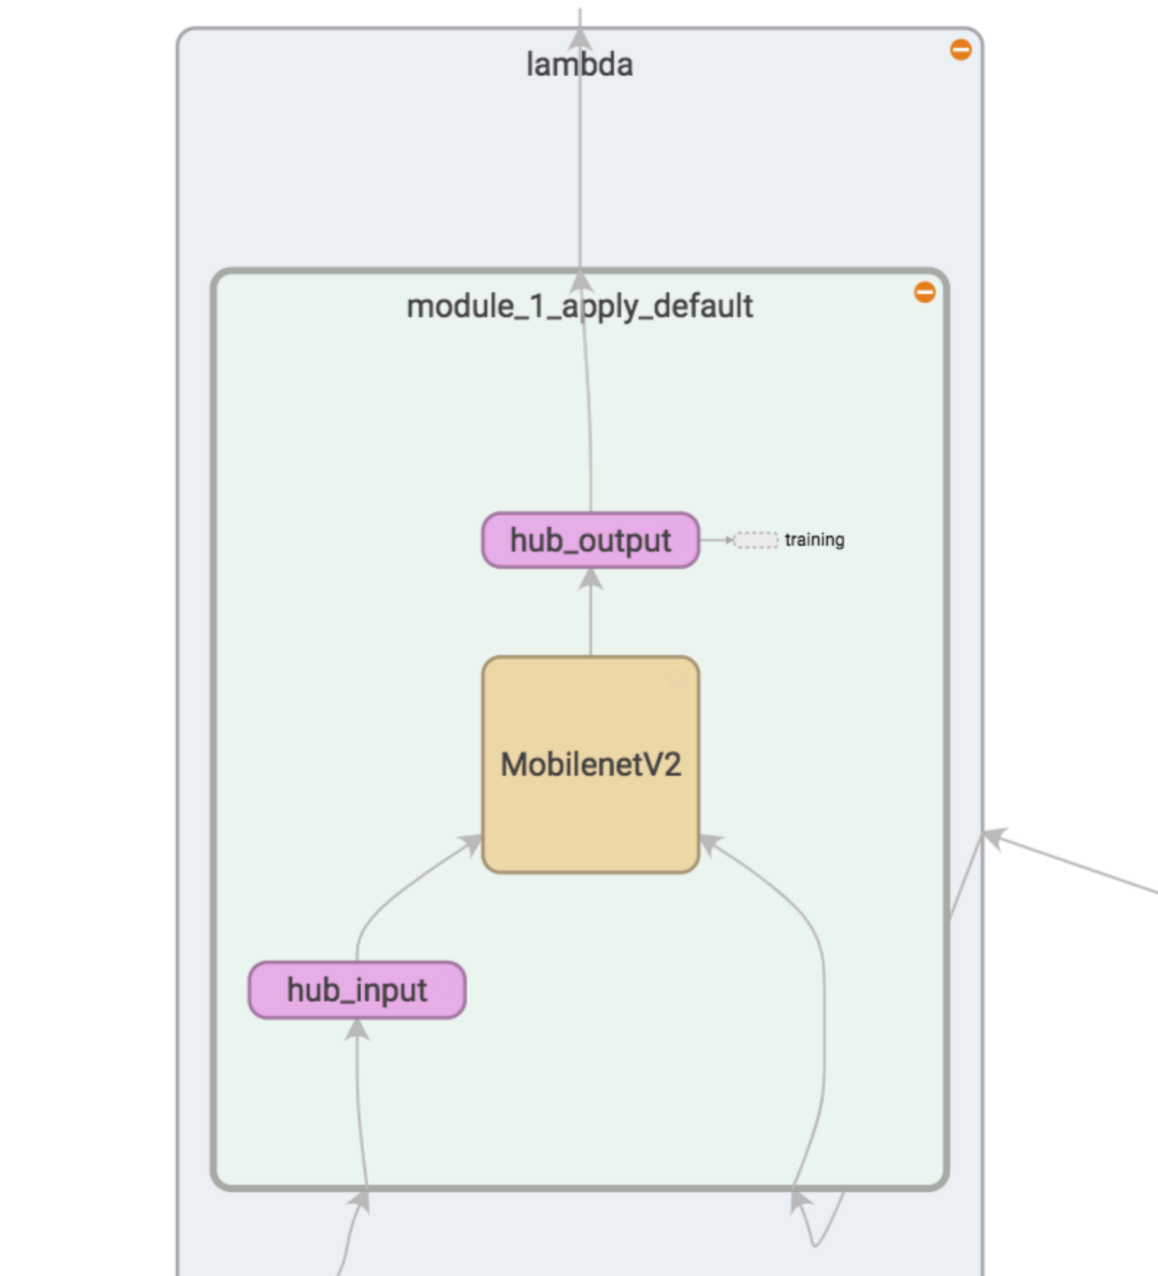 lambda
module_1_apply_default
hub_output
training
MobilenetV2
hub_input